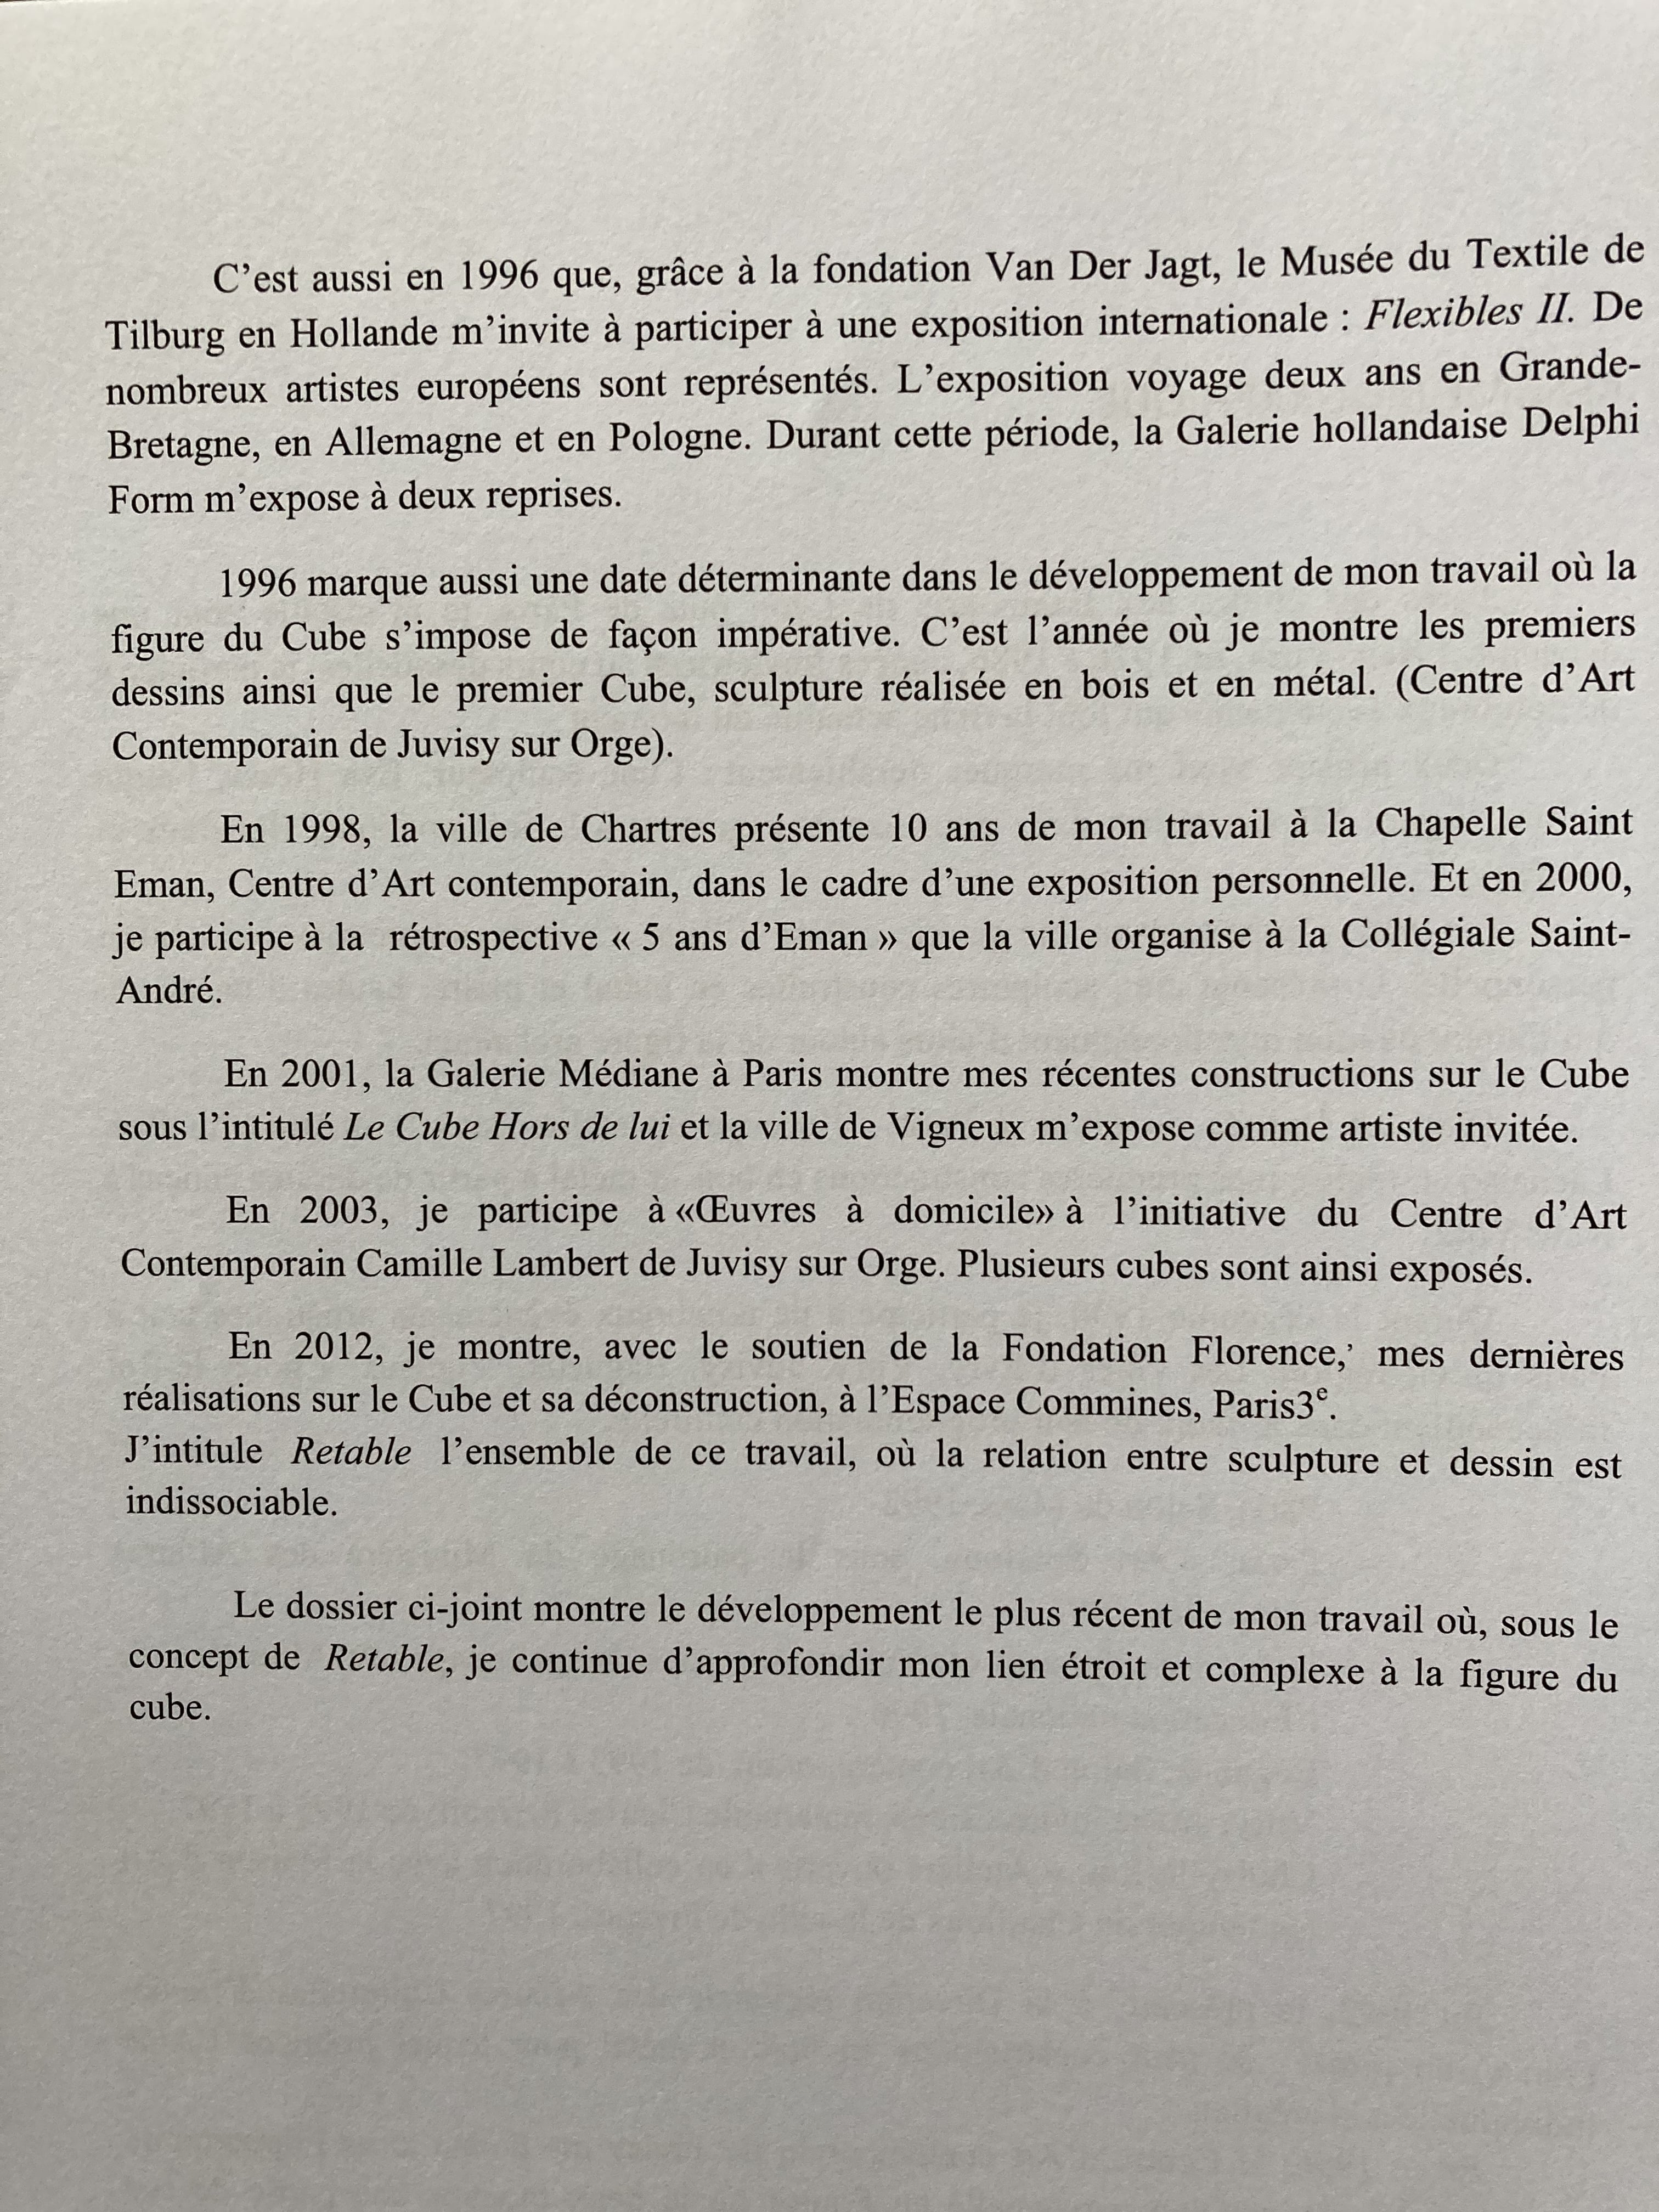 C’est aussi en 1996 que, grâce à la fondation Van Der Jagt, le Musée du Textile de
Tilburg en Hollande m’invite à participer à une exposition internationale : Flexibles II. De
nombreux artistes européens sont représentés. L’exposition voyage deux ans en Grande-
Bretagne, en Allemagne et en Pologne. Durant cette période, la Galerie hollandaise Delphi
Form m’expose à deux reprises.
1996 marque aussi une date déterminante dans le développement de mon travail où la
figure du Cube s’impose de façon impérative. C’est l’année où je montre les premiers
dessins ainsi que le premier Cube, sculpture réalisée en bois et en métal. (Centre d’Art
Contemporain de Juvisy sur Orge).
En 1998, la ville de Chartres présente 10 ans de mon travail à la Chapelle Saint
Eman, Centre d’Art contemporain, dans le cadre d’une exposition personnelle. Et en 2000,
je participe à la rétrospective « 5 ans d’Eman » que la ville organise à la Collégiale Saint-
André.
En 2001, la Galerie Médiane à Paris montre mes récentes constructions sur le Cube
sous l’intitulé Le Cube Hors de lui et la ville de Vigneux m’expose comme artiste invitée.
En 2003, je participe à «Œuvres à domicile» à l’initiative du Centre d’Art
Contemporain Camille Lambert de Juvisy sur Orge. Plusieurs cubes sont ainsi exposés.
En 2012, je montre, avec le soutien de la Fondation Florence,’ mes dernières
réalisations sur le Cube et sa déconstruction, à l’Espace Commines, Paris3e.
J’intitule Retable l’ensemble de ce travail, où la relation entre sculpture et dessin est
indissociable.
Le dossier ci-joint montre le développement le plus récent de mon travail où, sous le
concept de Retable, je continue d’approfondir mon lien étroit et complexe à la figure du
cube.